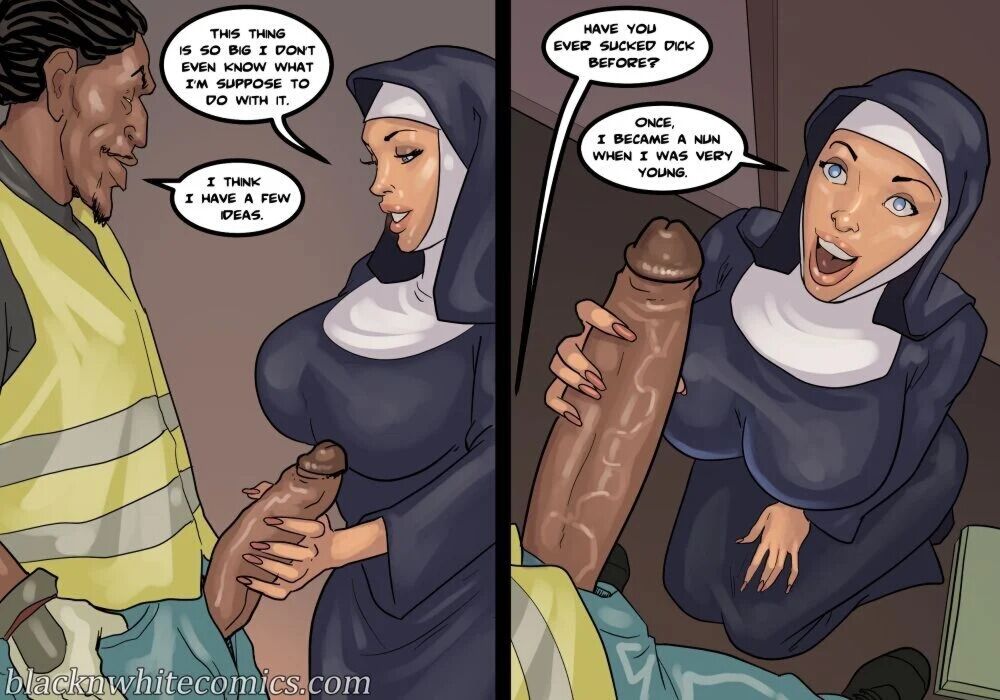 THIS THING
IS SO BIG I DON'T
EVEN KNOW WHAT
I'M SUPPOSE TO
DO WITH IT.
I THINK
I HAVE A FEW
IDEAS.
HAVE YOU
EVER SUCKED DICK
BEFORE?
ONCE,
I BECAME A NUN
WHEN I WAS VERY
YOUNG.
blacknwhitecomics.com